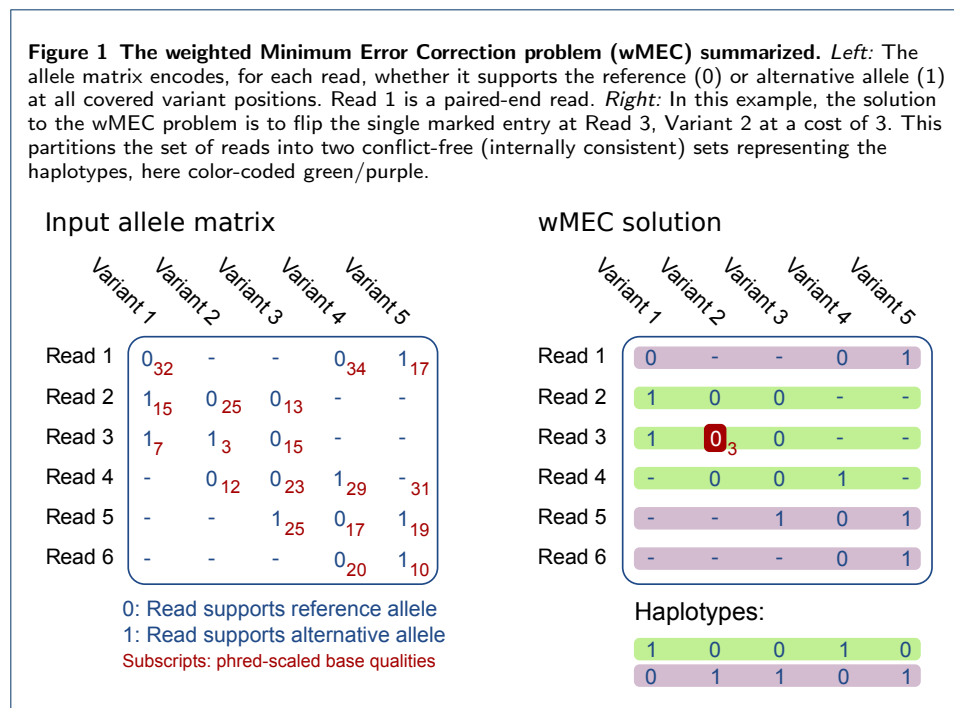 Figure 1 The weighted Minimum Error Correction problem (wMEC) summarized. Left: The
allele matrix encodes, for each read, whether it supports the reference (0) or alternative allele (1)
at all covered variant positions. Read 1 is a paired-end read. Right: In this example, the solution
to the wMEC problem is to flip the single marked entry at Read 3, Variant 2 at a cost of 3. This
partitions the set of reads into two conflict-free (internally consistent) sets representing the
haplotypes, here color-coded green/purple.
Input allele matrix
Variant 1 Variant 2 Variant 3 Variant 4 Variant 5
Read 1 0 32 - - 0 34 1 17
Read 2 1 15 0 25 0 13 - -
Read 3 1 7 1 3 0 15 - -
Read 4 - 0 12 0 23 1 29 - 31
Read 5 - - 1 25 0 17 1 19
Read 6 - - - 0 20 1 10
0: Read supports reference allele
1: Read supports alternative allele
Subscripts: phred-scaled base qualities
wMEC solution
Variant 1 Variant 2 Variant 3 Variant 4 Variant 5
Read 1 0 - - 0 1
Read 2 1 0 0 - -
Read 3 1 0 3 0 - -
Read 4 - 0 0 1 -
Read 5 - - 1 0 1
Read 6 - - - 0 1
Haplotypes:
1 0 0 1 0
0 1 1 0 1